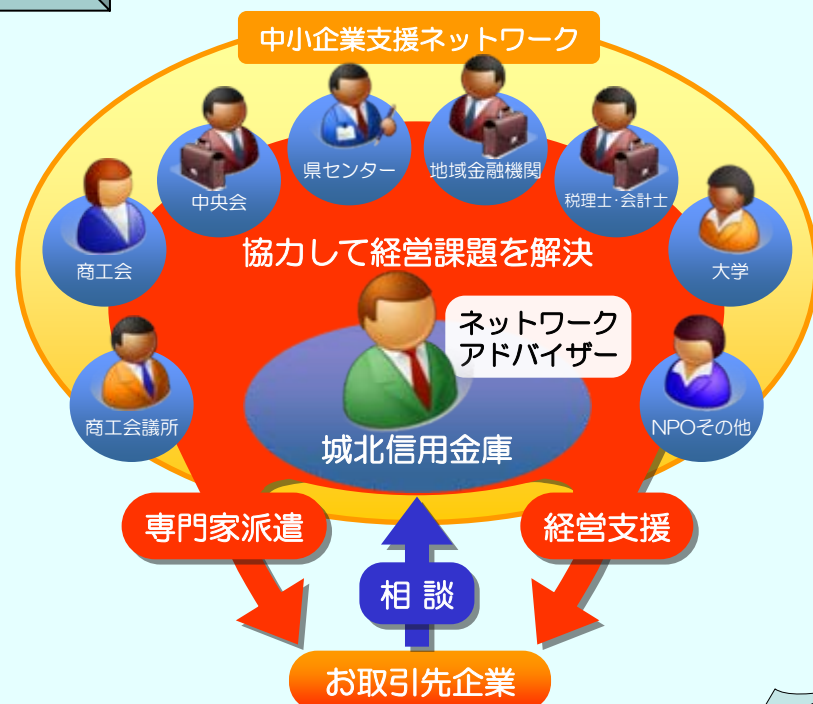 中小企業支援ネットワーク
県センター
地域金融機関
中央会
税理士・会計士
商工会
大学
協力して経営課題を解決
ネットワーク
アドバイザー
商工会議所
NPOその他
城北信用金庫
専門家派遣
経営支援
相 談
お取引先企業